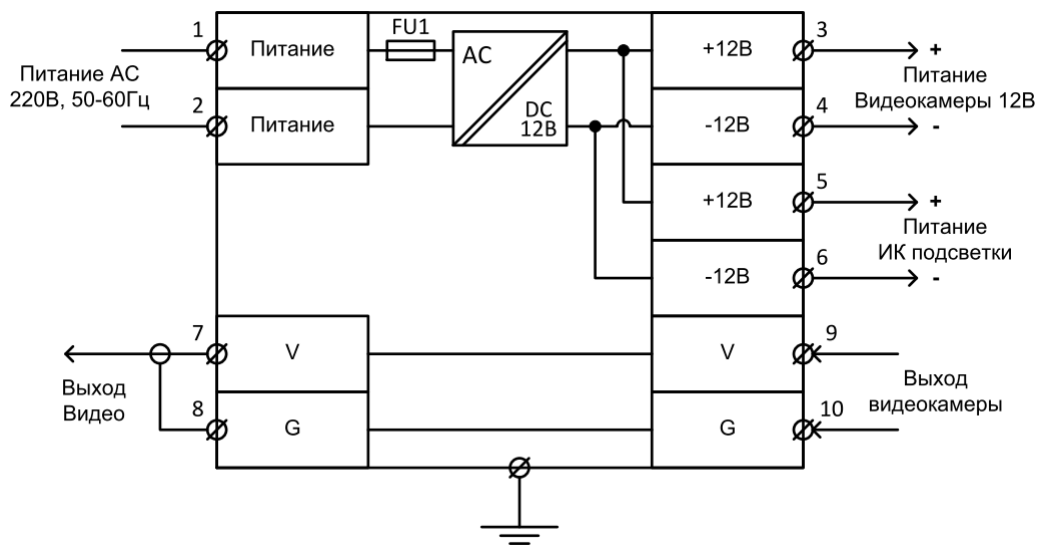 1
Питание
FU1
AC
DC
12В
+12В
3
+
Питание AC
220В, 50-60Гц
Питание
Видеокамеры 12В
2
Питание
-12В
4
-
+12В
5
+
Питание
ИК подсветки
-12В
6
-
7
V
V
9
Выход
Видео
Выход
видеокамеры
8
G
G
10